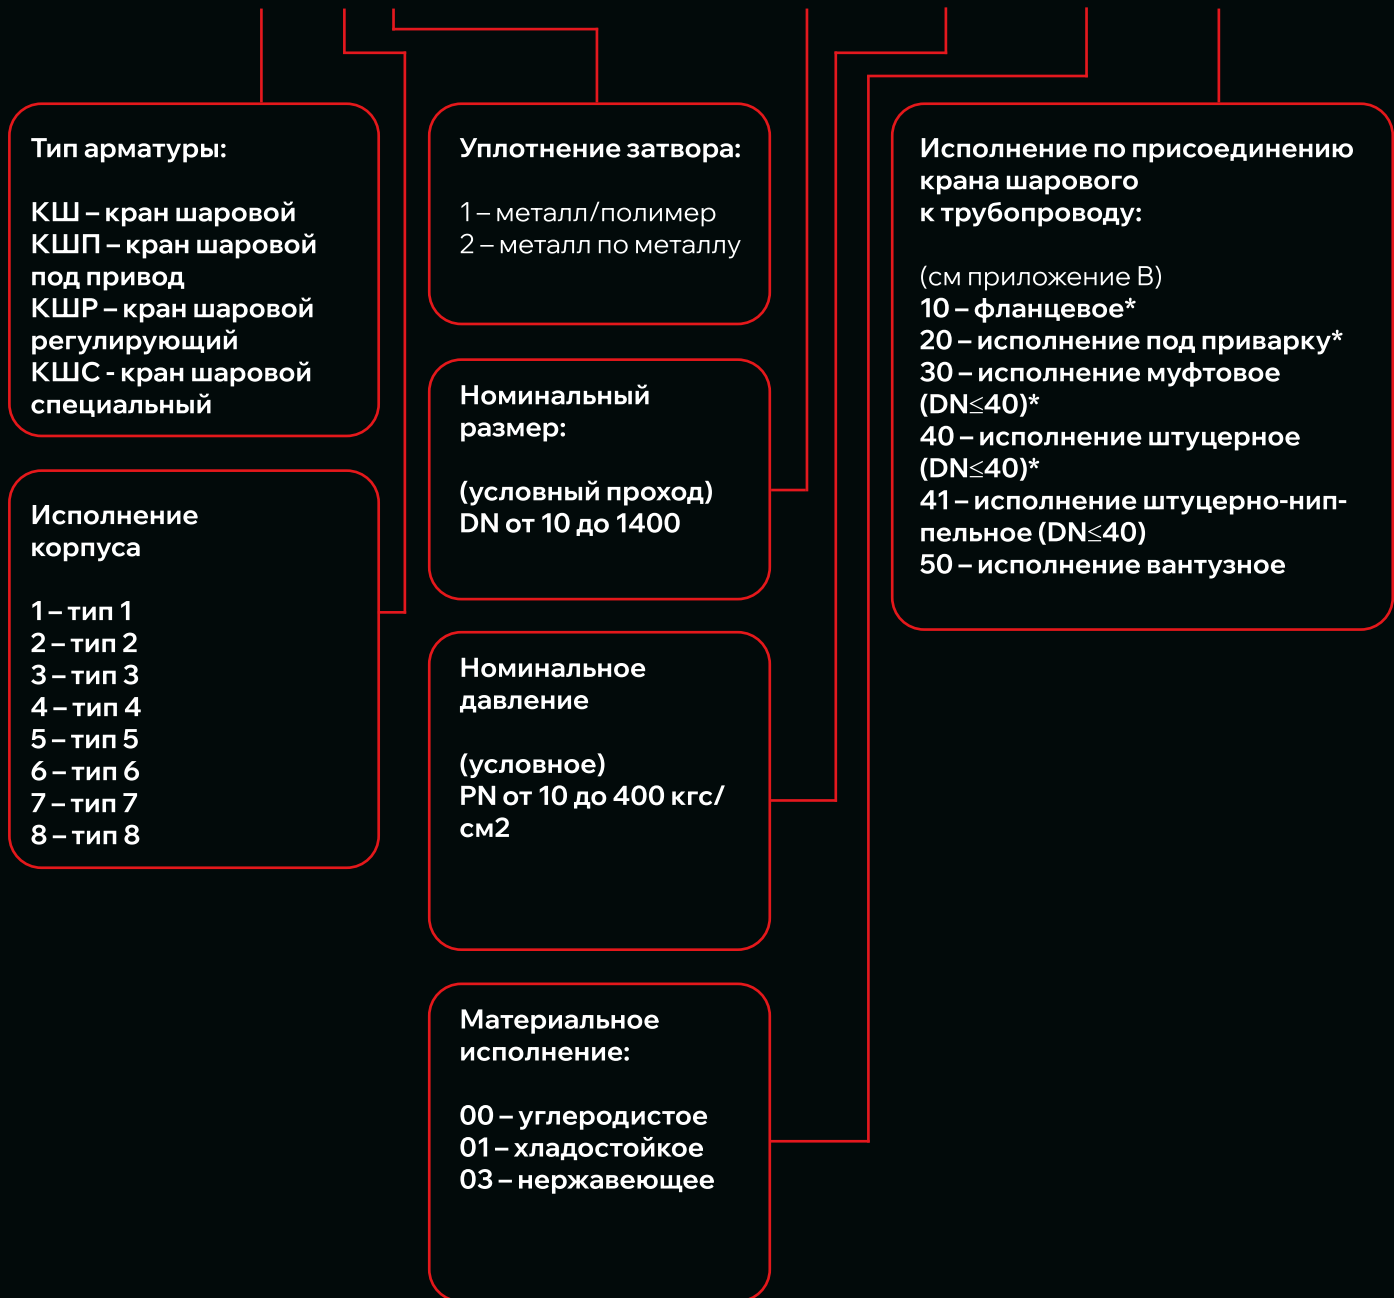 Тип арматуры:
КШ – кран шаровой
КШП – кран шаровой
под привод
КШР – кран шаровой
регулирующий
КШС - кран шаровой
специальный
Исполнение
корпуса
1 – тип 1
2 – тип 2
3 – тип 3
4 – тип 4
5 – тип 5
6 – тип 6
7 – тип 7
8 – тип 8
Уплотнение затвора:
1 – металл/полимер
2 – металл по металлу
Номинальный
размер:
(условный проход)
DN от 10 до 1400
Номинальное
давление
(условное)
PN от 10 до 400 кгс/
см2
Материальное
исполнение:
00 – углеродистое
01 – хладостойкое
03 – нержавеющее
Исполнение по присоединению
крана шарового
к трубопроводу:
(см приложение В)
10 – фланцевое*
20 – исполнение под приварку*
30 – исполнение муфтовое
(DN≤40)*
40 – исполнение штуцерное
(DN≤40)*
41 – исполнение штуцерно-нип-
пельное (DN≤40)
50 – исполнение вантузное